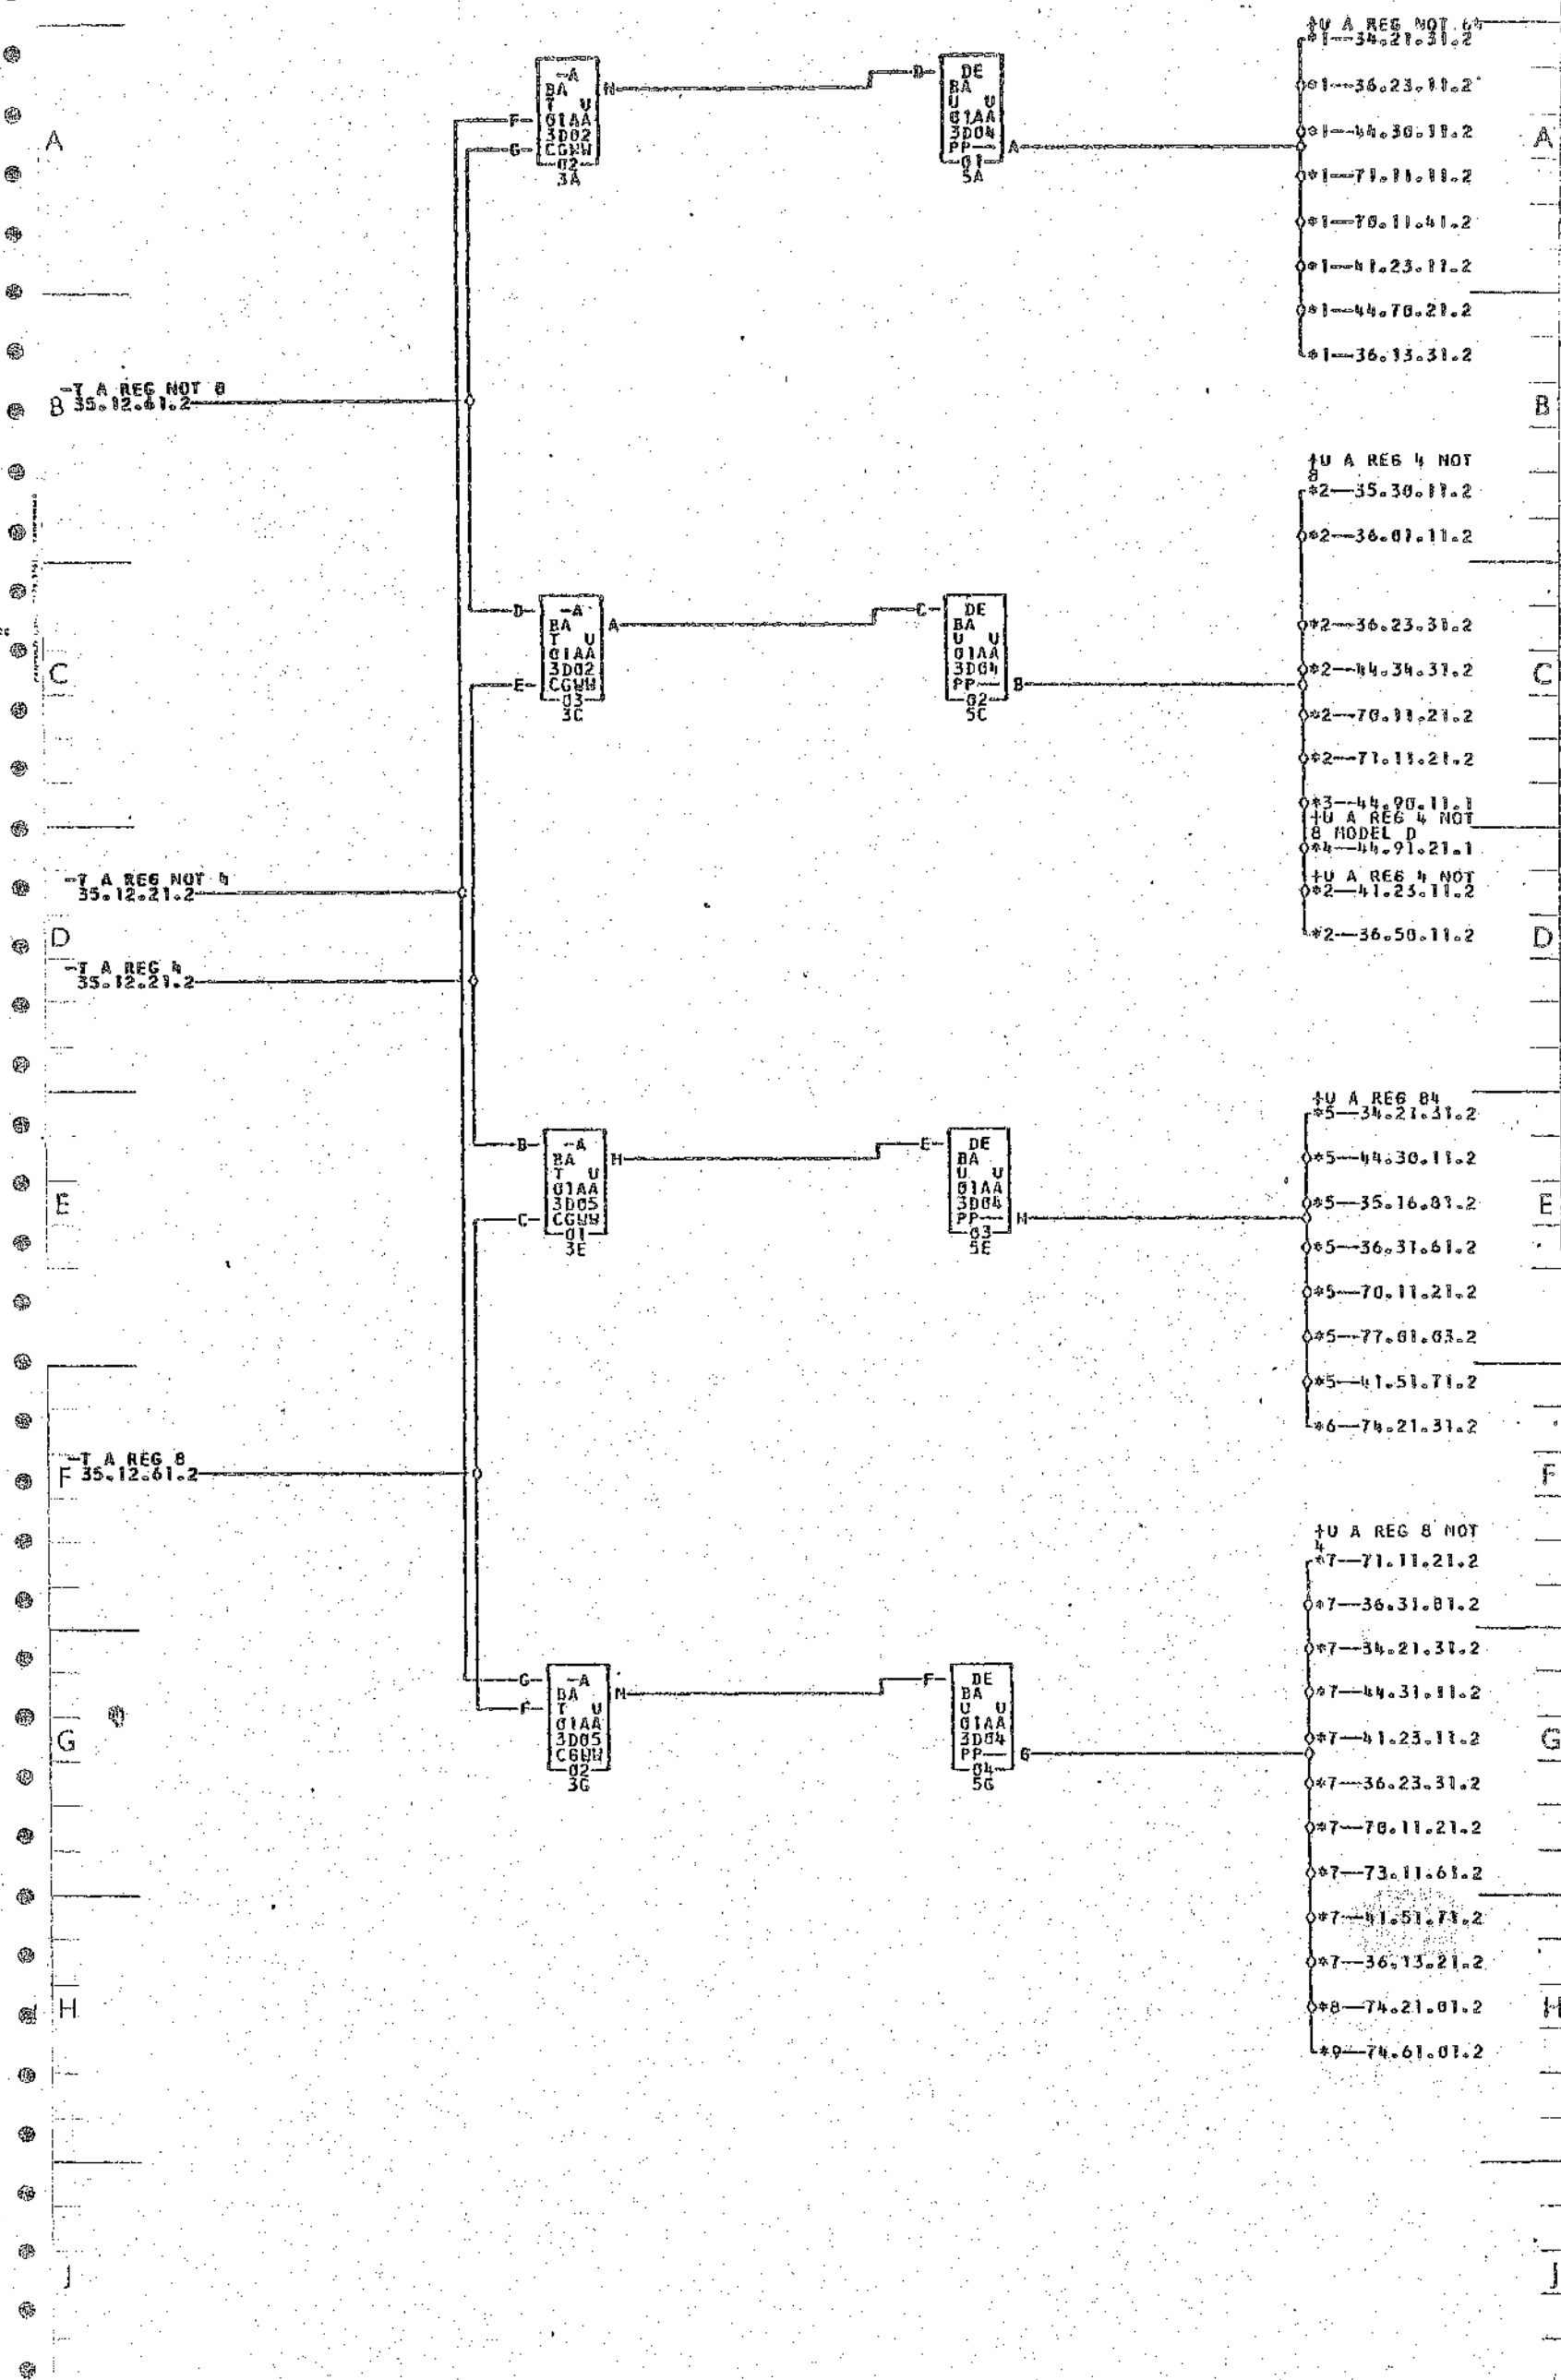 +U A REG NOT 84
*1--34.21.31.2
*1--36.23.11.2
*1--44.30.11.2
*1--71.11.11.2
*1--70.11.41.2
*1--41.23.11.2
*1--44.70.21.2
*1--36.13.31.2
A
A
-A
BA
T U
01AA
3D02
CGWW
02
3A
F
G
N
D
DE
BA
U U
01AA
3D04
PP--
01
5A
A
-T A REG NOT 8
B 35.12.61.2
B
+U A REG 4 NOT
8
*2--35.30.11.2
*2--36.01.11.2
*2--36.23.31.2
*2--44.34.31.2
*2--70.11.21.2
*2--71.11.21.2
*3--44.90.11.1
+U A REG 4 NOT
8 MODEL D
*4--44.91.21.1
+U A REG 4 NOT
*2--41.23.11.2
*2--36.50.11.2
C
C
D
E
-A
BA
T U
01AA
3D02
CGWW
03
3C
A
C
DE
BA
U U
01AA
3D04
PP--
02
5C
B
-T A REG NOT 4
35.12.21.2
D
D
-T A REG 4
35.12.21.2
+U A REG 84
*5--34.21.31.2
*5--44.30.11.2
*5--35.16.81.2
*5--36.31.61.2
*5--70.11.21.2
*5--77.01.03.2
*5--41.51.71.2
*6--74.21.31.2
E
E
B
C
-A
BA
T U
01AA
3D05
CGWW
01
3E
H
E
DE
BA
U U
01AA
3D04
PP--
03
5E
H
-T A REG 8
F 35.12.61.2
F
+U A REG 8 NOT
4
*7--71.11.21.2
*7--36.31.81.2
*7--34.21.31.2
*7--44.31.11.2
*7--41.23.11.2
*7--36.23.31.2
*7--70.11.21.2
*7--73.11.61.2
*7--41.51.71.2
*7--36.13.21.2
*8--74.21.01.2
*9--74.61.01.2
G
G
G
F
-A
BA
T U
01AA
3D05
CGWW
02
3G
M
F
DE
BA
U U
01AA
3D04
PP--
04
5G
G
H
H
J
J